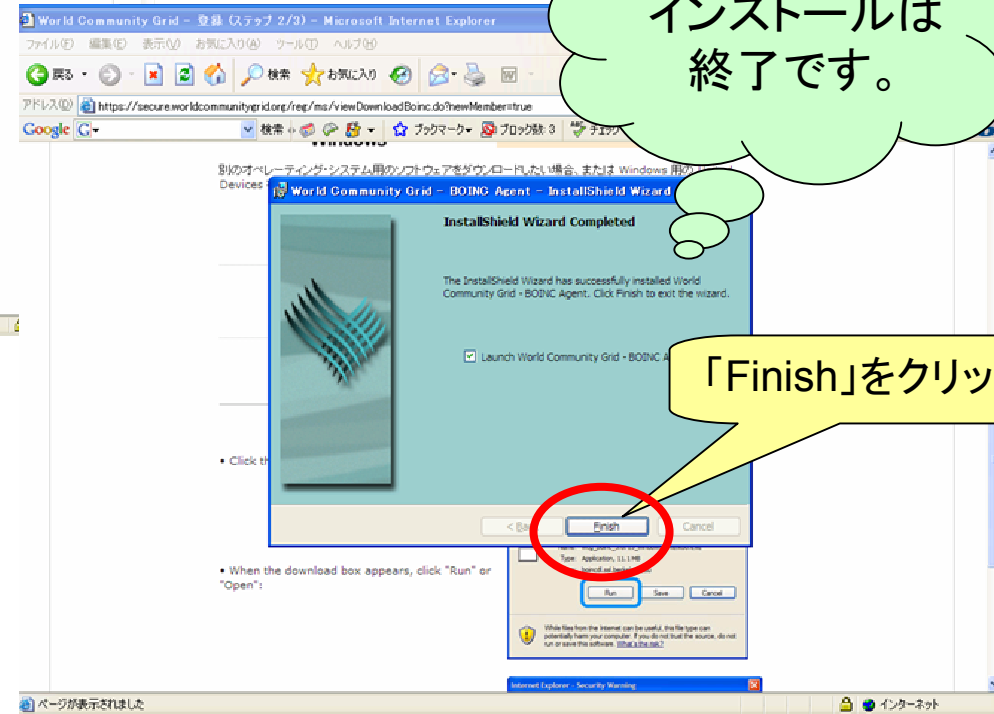 World Community Grid - 登録 (ステップ 2/3) - Microsoft Internet Explorer
ファイル(F) 編集(E) 表示(V) お気に入り(A) ツール(T) ヘルプ(H)
戻る 検索 お気に入り
アドレス(D) https://secure.worldcommunitygrid.org/reg/ms/viewDownloadBoinc.do?newMember=true
Google 検索 ブックマーク ブロック数: 3
インストールは
終了です。
別のオペレーティング・システム用のソフトウェアをダウンロードしたい場合、または Windows 用の
Devices
World Community Grid - BOINC Agent - InstallShield Wizard
InstallShield Wizard Completed
The InstallShield Wizard has successfully installed World
Community Grid - BOINC Agent. Click Finish to exit the wizard.
Launch World Community Grid - BOINC
「Finish」をクリッ
• Click
Finish Cancel
• When the download box appears, click "Run" or
"Open":
Type: Application, 11.1 MB
Run Save Cancel
While files from the Internet can be useful, this file type can
potentially harm your computer. If you do not trust the source, do not
run or save this software. What's the risk?
Internet Explorer - Security Warning
ページが表示されました インターネット